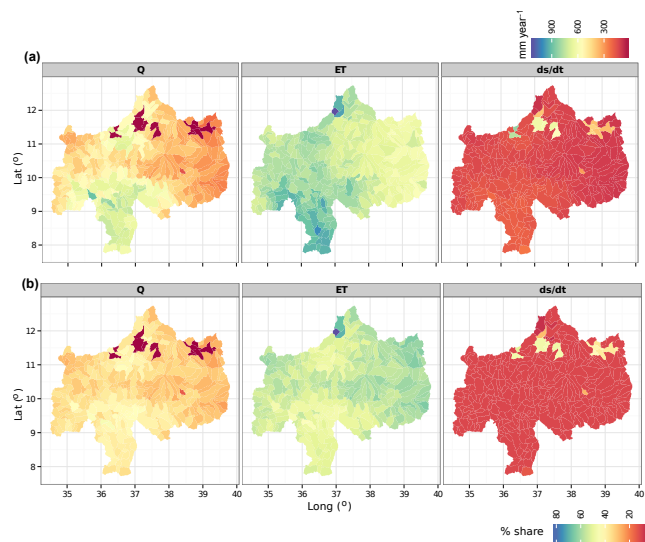 mm year⁻¹
900
600
300
(a)
Q
ET
ds/dt
Lat (º)
12
11
10
9
8
(b)
Q
ET
ds/dt
Lat (º)
12
11
10
9
8
35 36 37 38 39 40 35 36 37 38 39 40 35 36 37 38 39 40
Long (º)
% share
80
60
40
20